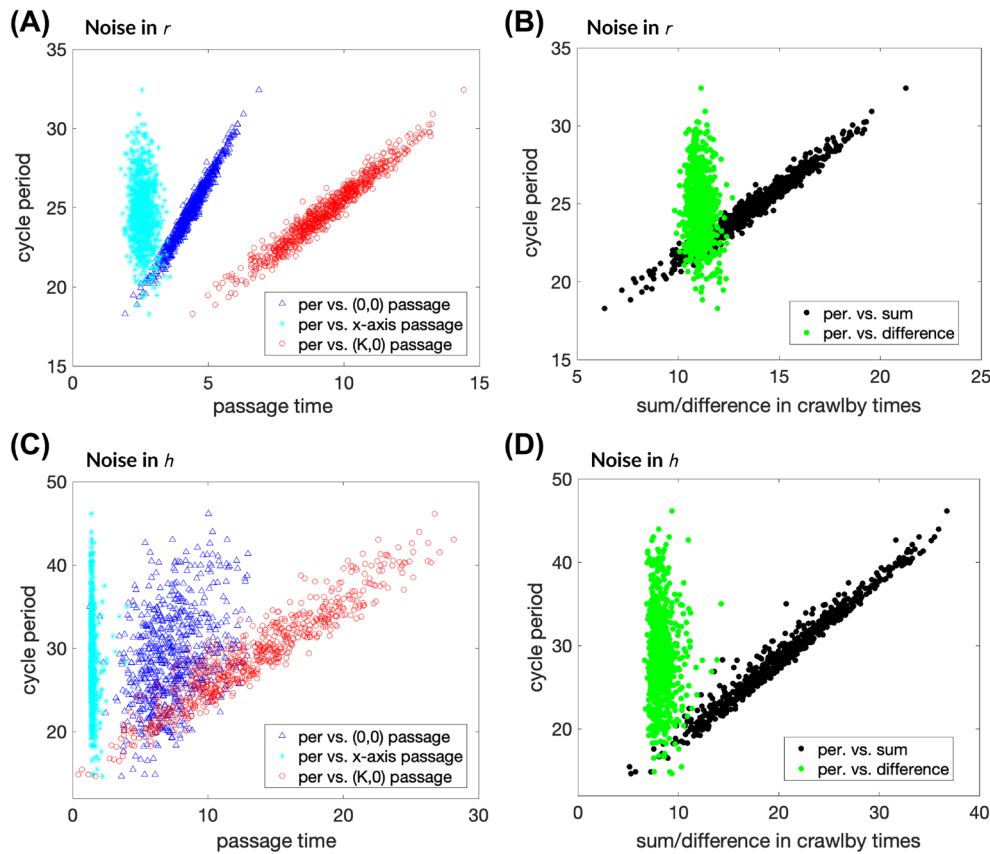 (A)
Noise in r
cycle period
35
30
25
20
15
0
5
10
15
passage time
per vs. (0,0) passage
per vs. x-axis passage
per vs. (K,0) passage
(B)
Noise in r
cycle period
35
30
25
20
15
5
10
15
20
25
sum/difference in crawlby times
per. vs. sum
per. vs. difference
(C)
Noise in h
cycle period
50
40
30
20
0
10
20
30
passage time
per vs. (0,0) passage
per vs. x-axis passage
per vs. (K,0) passage
(D)
Noise in h
cycle period
50
40
30
20
0
10
20
30
40
sum/difference in crawlby times
per. vs. sum
per. vs. difference